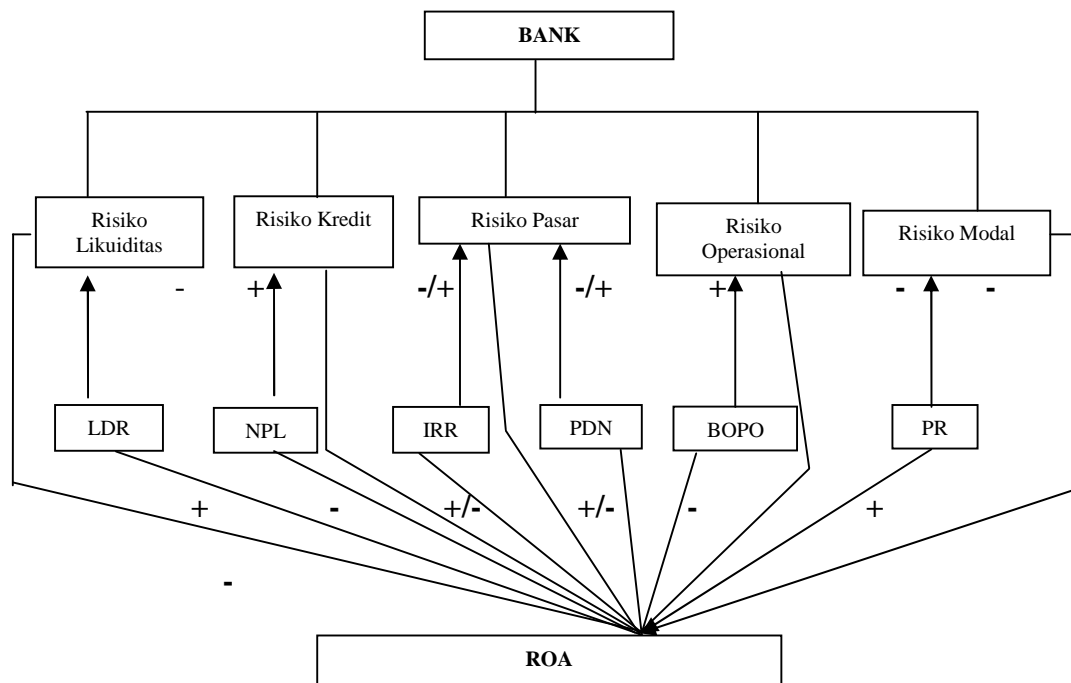 BANK
Risiko
Likuiditas
Risiko Kredit
Risiko Pasar
Risiko
Operasional
Risiko Modal
-
+
-/+
-/+
+
-
-
LDR
NPL
IRR
PDN
BOPO
PR
+
-
+/-
+/-
-
+
-
ROA